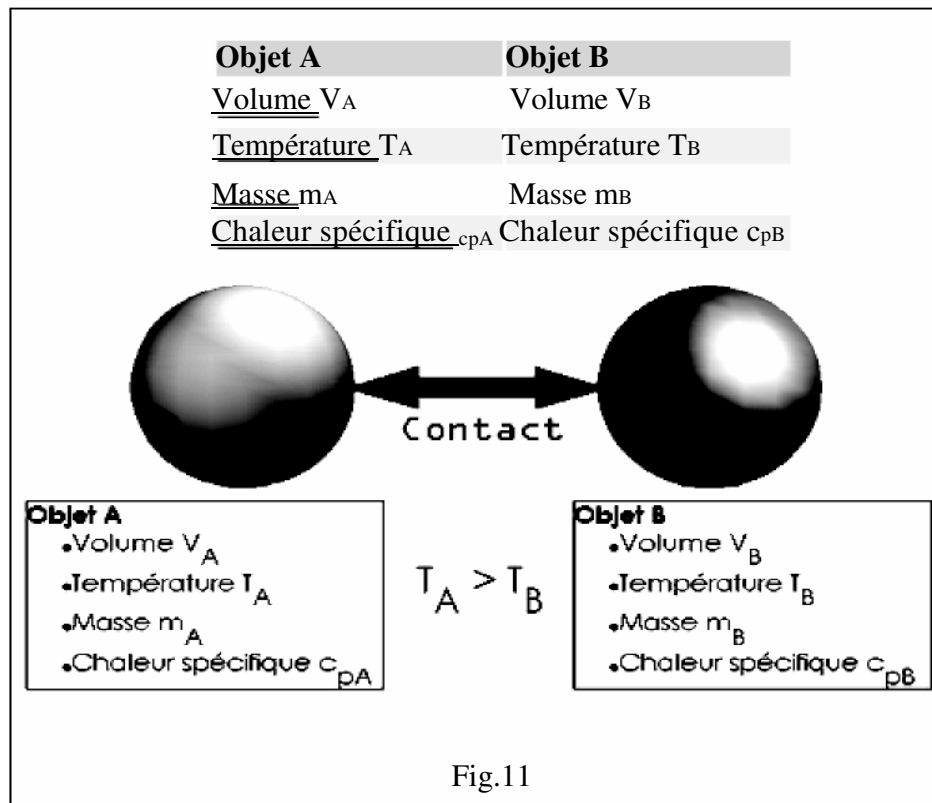 Objet A Objet B
Volume VA Volume VB
Température TA Température TB
Masse mA Masse mB
Chaleur spécifique cpA Chaleur spécifique cpB
Contact
Objet A
•Volume VA
•Température TA
•Masse mA
•Chaleur spécifique cpA
TA > TB
Objet B
•Volume VB
•Température TB
•Masse mB
•Chaleur spécifique cpB
Fig.11